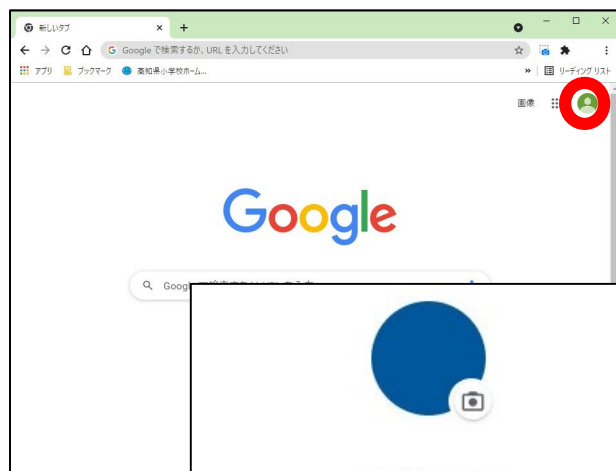 新しいタブ
Google で検索するか、URL を入力してください
アプリ ブックマーク 高知県小学校ホーム...
» リーディング リスト
画像
Google
Goog